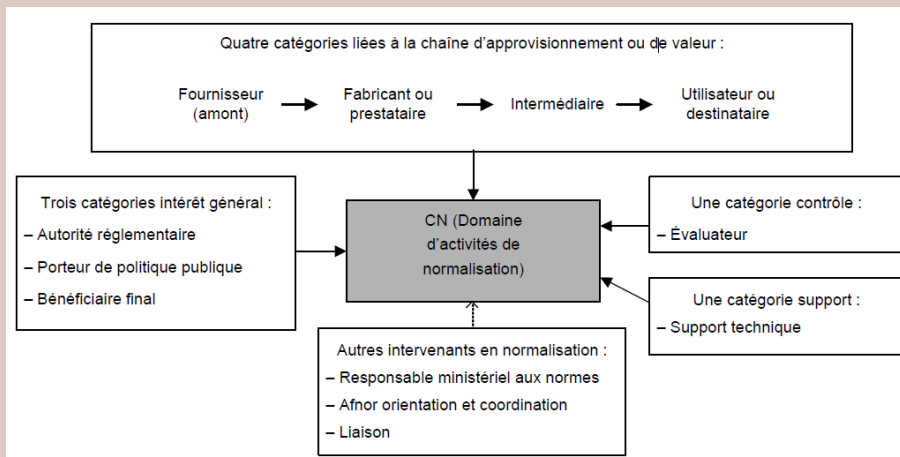 Quatre catégories liées à la chaîne d'approvisionnement ou de valeur :
Fournisseur
(amont)
Fabricant ou
prestataire
Intermédiaire
Utilisateur ou
destinataire
Trois catégories intérêt général :
– Autorité réglementaire
– Porteur de politique publique
– Bénéficiaire final
CN (Domaine
d'activités de
normalisation)
Une catégorie contrôle :
– Évaluateur
Une catégorie support :
– Support technique
Autres intervenants en normalisation :
– Responsable ministériel aux normes
– Afnor orientation et coordination
– Liaison